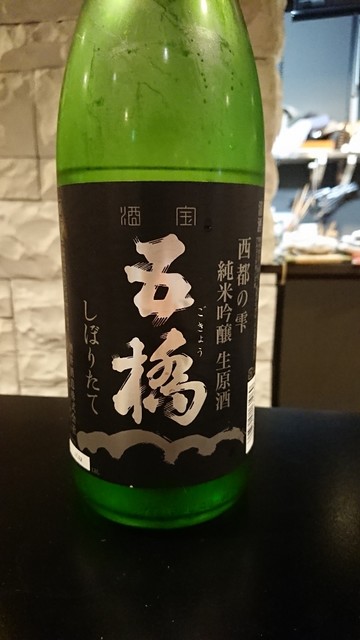 酒宝
西都の雫
純米吟醸 生原酒
ごきょう
五橋
しぼりたて